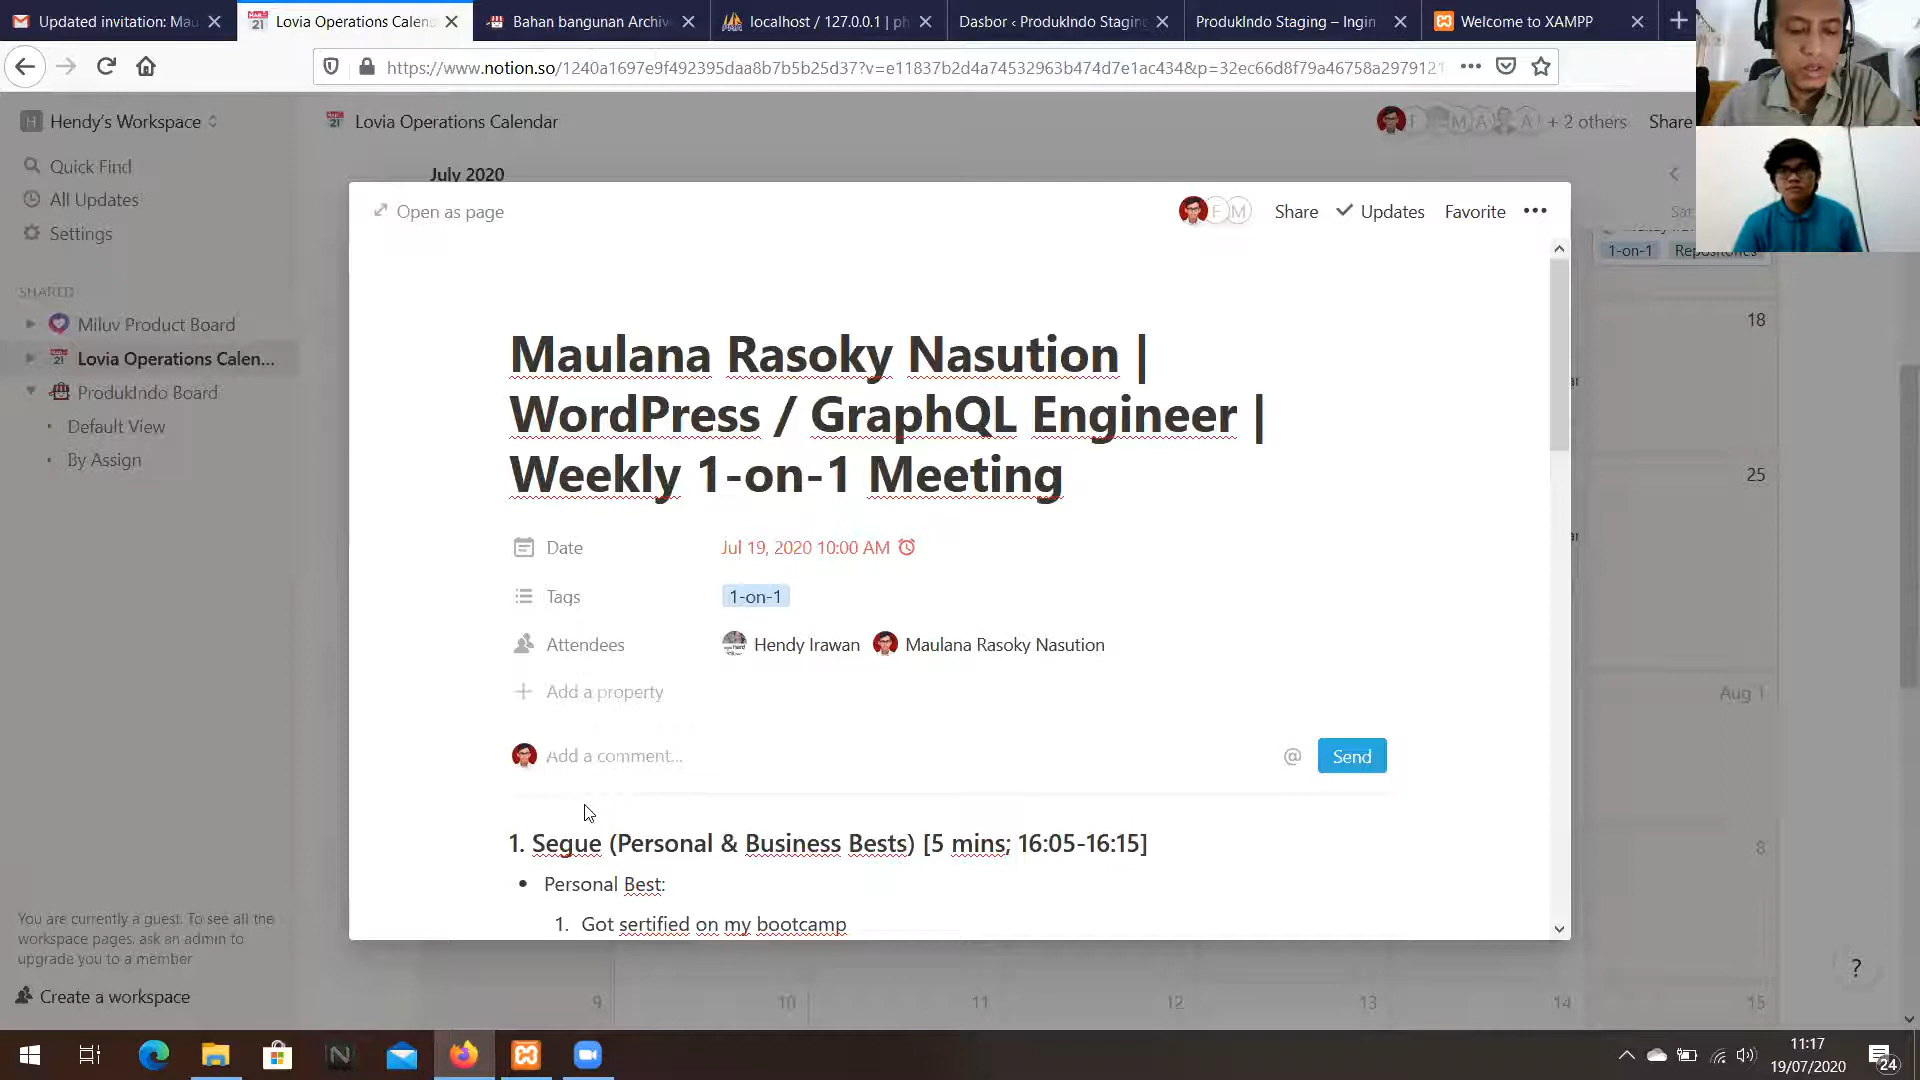 Updated invitation: Mau
Lovia Operations Calen
Bahan bangunan Archiv
localhost / 127.0.0.1 | ph
Dasbor ‹ ProdukIndo Staging
ProdukIndo Staging – Ingin
Welcome to XAMPP
https://www.notion.so/1240a1697e9f492395daa8b7b5b25d37?v=e11837b2d4a74532963b474d7e1ac434&p=32ec66d8f79a46758a2979121
H Hendy's Workspace
Lovia Operations Calendar
+ 2 others
Share
Quick Find
All Updates
Settings
SHARED
Miluv Product Board
Lovia Operations Calen...
ProdukIndo Board
Default View
By Assign
July 2020
Sat
1-on-1
Repositories
18
25
Aug 1
8
Open as page
F M
Share
Updates
Favorite
Maulana Rasoky Nasution |
WordPress / GraphQL Engineer |
Weekly 1-on-1 Meeting
Date
Jul 19, 2020 10:00 AM
Tags
1-on-1
Attendees
Hendy Irawan
Maulana Rasoky Nasution
Add a property
Add a comment...
@
Send
1. Segue (Personal & Business Bests) [5 mins; 16:05-16:15]
• Personal Best:
1. Got sertified on my bootcamp
You are currently a guest. To see all the
workspace pages, ask an admin to
upgrade you to a member
Create a workspace
9
10
11
12
13
14
15
?
11:17
19/07/2020
24